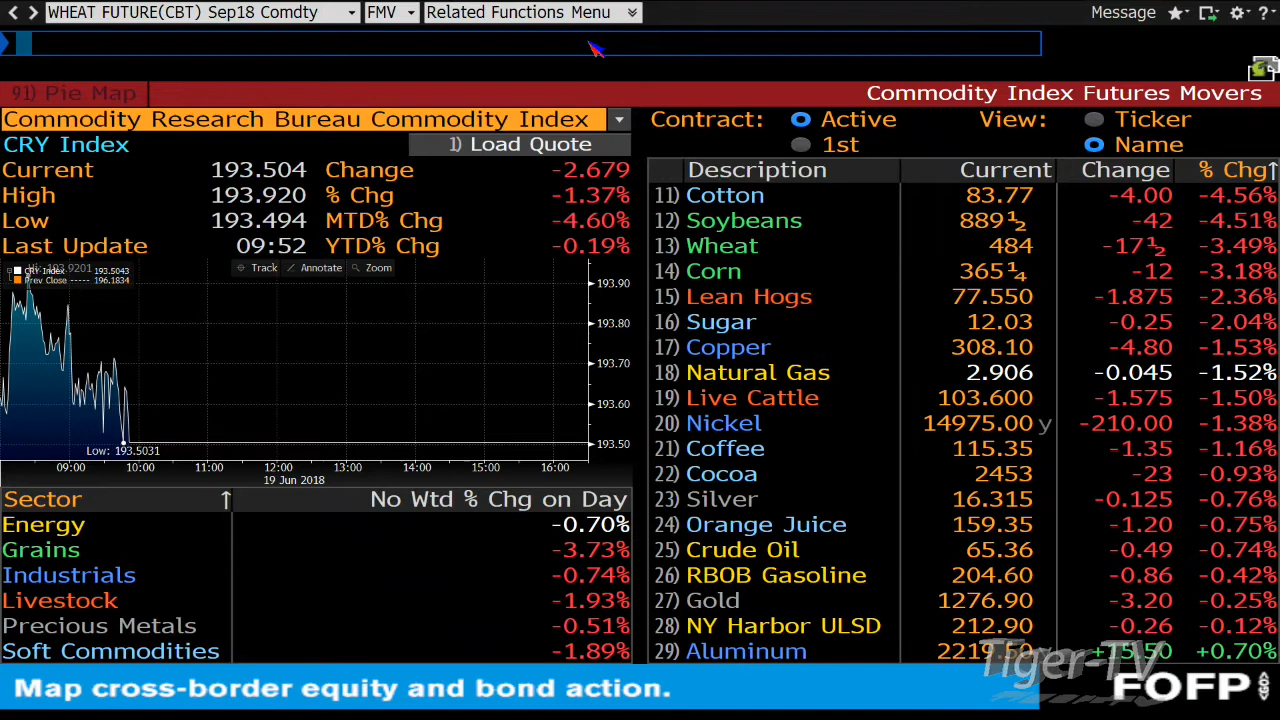 WHEAT FUTURE(CBT) Sep18 Comdty FMV Related Functions Menu Message
91) Pie Map Commodity Index Futures Movers
Commodity Research Bureau Commodity Index Contract: Active View: Ticker
CRY Index 1) Load Quote 1st Name
Current 193.504 Change -2.679
High 193.920 % Chg -1.37%
Low 193.494 MTD% Chg -4.60%
Last Update 09:52 YTD% Chg -0.19%
Track Annotate Zoom
Hi: 193.9201
CRY Index 193.5043
Prev Close ----- 196.1834
193.90
193.80
193.70
193.60
193.50
Low: 193.5031
09:00 10:00 11:00 12:00 13:00 14:00 15:00 16:00
19 Jun 2018
Sector ↑ No Wtd % Chg on Day
Energy -0.70%
Grains -3.73%
Industrials -0.74%
Livestock -1.93%
Precious Metals -0.51%
Soft Commodities -1.89%
Description Current Change % Chg↑
11) Cotton 83.77 -4.00 -4.56%
12) Soybeans 889½ -42 -4.51%
13) Wheat 484 -17½ -3.49%
14) Corn 365¼ -12 -3.18%
15) Lean Hogs 77.550 -1.875 -2.36%
16) Sugar 12.03 -0.25 -2.04%
17) Copper 308.10 -4.80 -1.53%
18) Natural Gas 2.906 -0.045 -1.52%
19) Live Cattle 103.600 -1.575 -1.50%
20) Nickel 14975.00 y -210.00 -1.38%
21) Coffee 115.35 -1.35 -1.16%
22) Cocoa 2453 -23 -0.93%
23) Silver 16.315 -0.125 -0.76%
24) Orange Juice 159.35 -1.20 -0.75%
25) Crude Oil 65.36 -0.49 -0.74%
26) RBOB Gasoline 204.60 -0.86 -0.42%
27) Gold 1276.90 -3.20 -0.25%
28) NY Harbor ULSD 212.90 -0.26 -0.12%
29) Aluminum 2219.50 +15.50 +0.70%
Tiger-TV
Map cross-border equity and bond action. FOFP